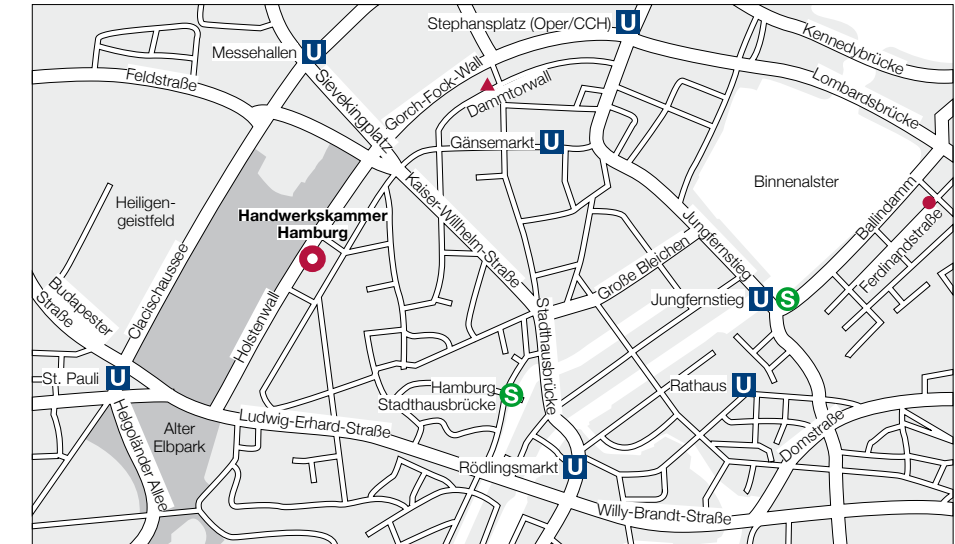 Stephansplatz (Oper/CCH)
U
Kennedybrücke
Messehallen
U
Feldstraße
Sievekingplatz
Gorch-Fock-Wall
Dammtorwall
Lombardsbrücke
Gänsemarkt
U
Binnenalster
Heiligen-
geistfeld
Handwerkskammer
Hamburg
Kaiser-Willhelm-Straße
Jungfernstieg
Ballindamm
Ferdinandstraße
Große Bleichen
Glacischaussee
Budapester
Straße
Holstenwall
Stadthausbrücke
Jungfernstieg
U
S
St. Pauli
U
Hamburg
Stadthausbrücke
S
Rathaus
U
Helgoländer Allee
Alter
Elbpark
Ludwig-Erhard-Straße
Domstraße
Rödlingsmarkt
U
Willy-Brandt-Straße